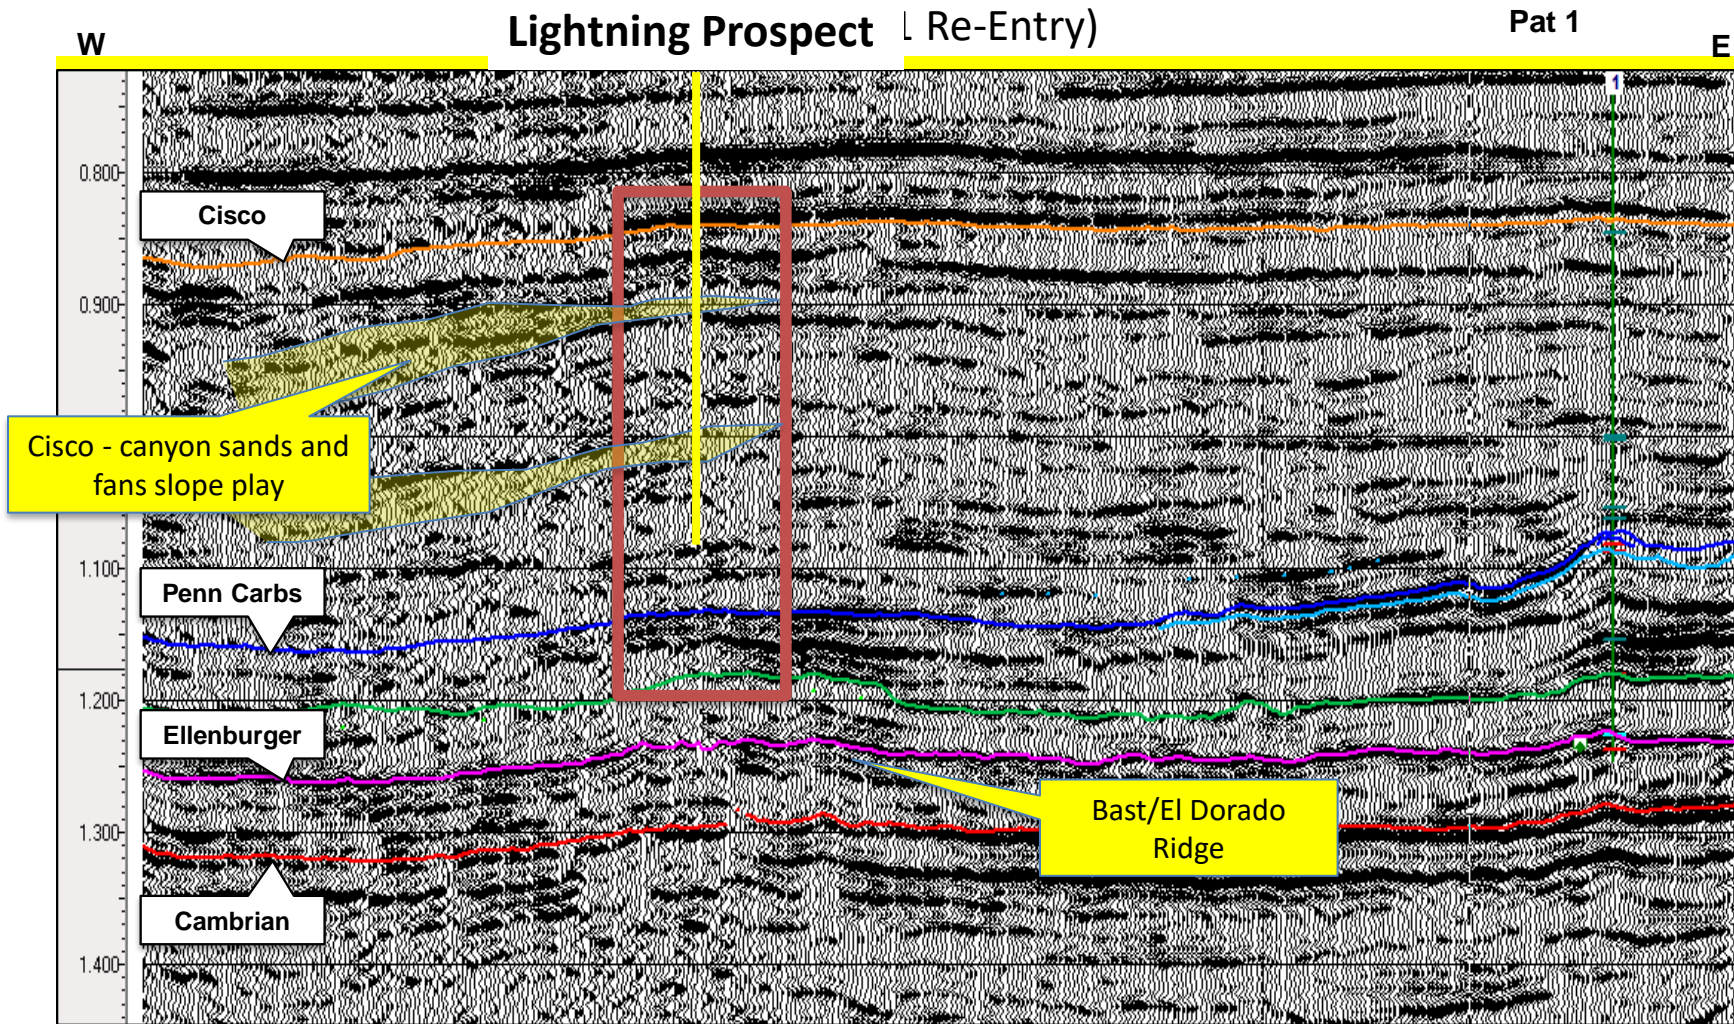 Lightning Prospect
1 Re-Entry)
Pat 1
W
E
1
0.800
Cisco
0.900
Cisco - canyon sands and
fans slope play
1.100
Penn Carbs
1.200
Ellenburger
Bast/El Dorado
Ridge
1.300
Cambrian
1.400